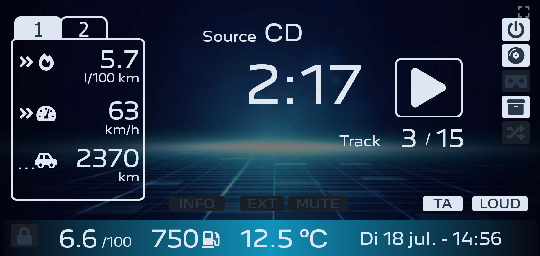 1 2
Source CD
5.7
l/100 km
2:17
63
km/h
Track 3 / 15
2370
km
INFO EXT MUTE TA LOUD
6.6 /100 750 12.5 °C Di 18 jul. - 14:56